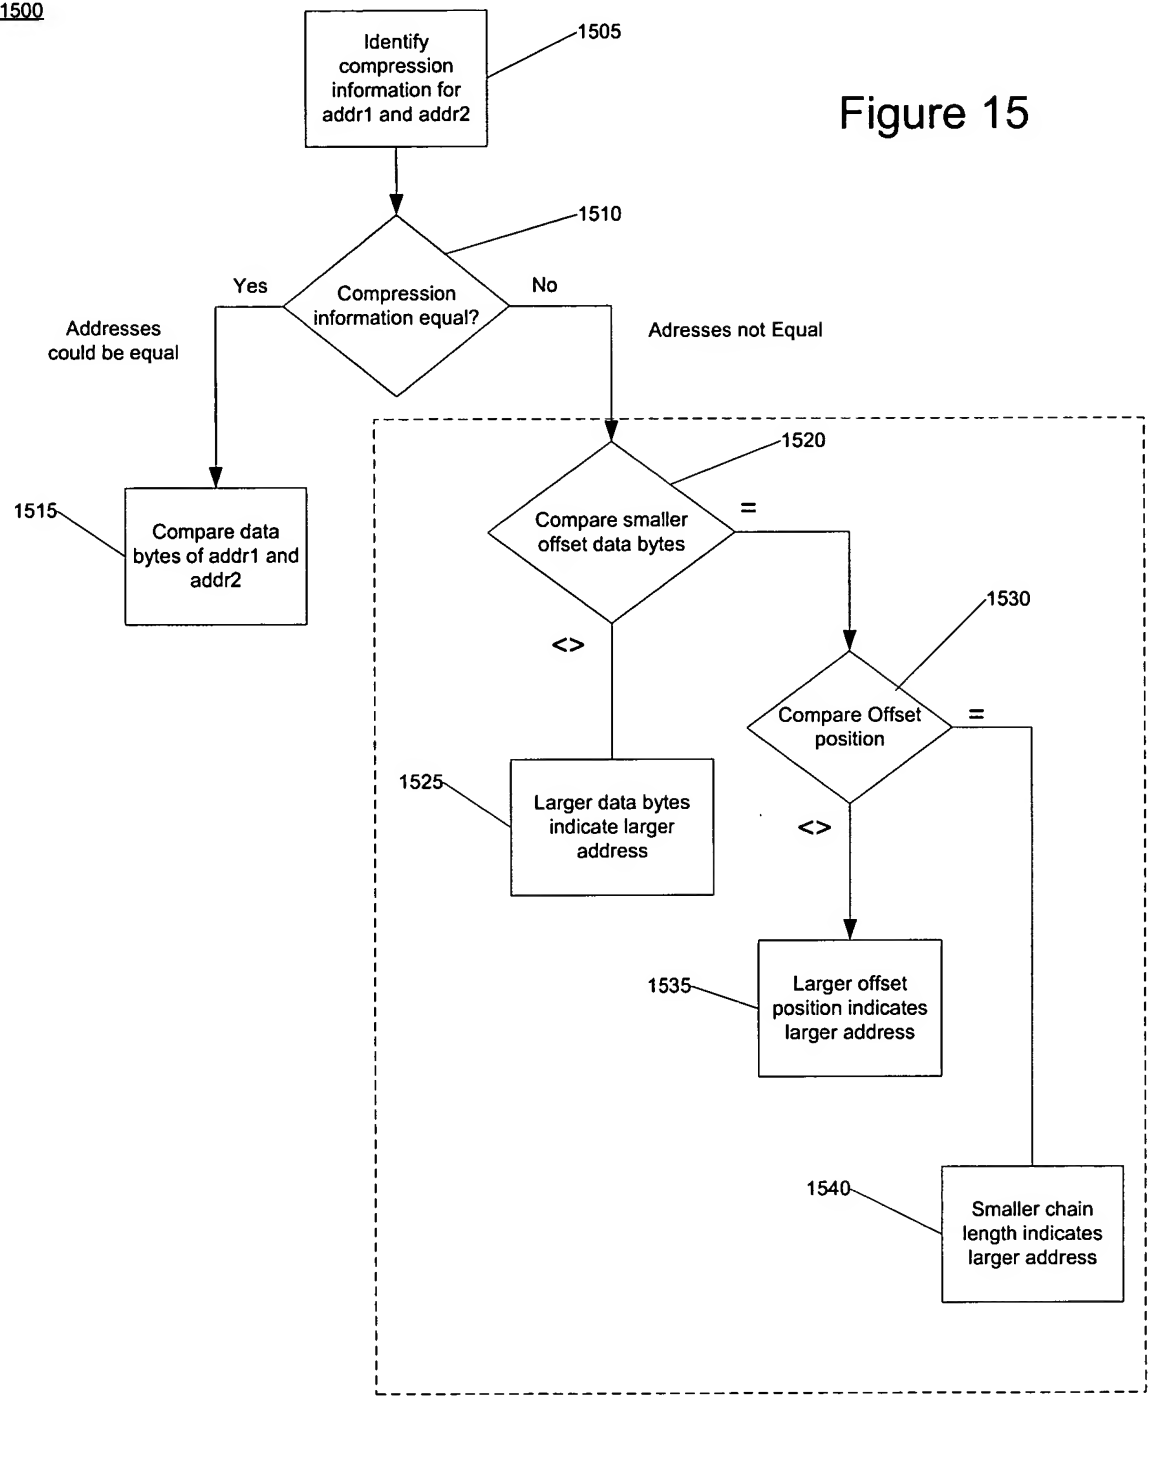 1500
Identify
compression
information for
addr1 and addr2
1505
Figure 15
1510
Yes
No
Compression
information equal?
Addresses
could be equal
Adresses not Equal
1520
1515
Compare data
bytes of addr1 and
addr2
Compare smaller
offset data bytes
=
<>
1530
Compare Offset
position
=
1525
Larger data bytes
indicate larger
address
<>
1535
Larger offset
position indicates
larger address
1540
Smaller chain
length indicates
larger address